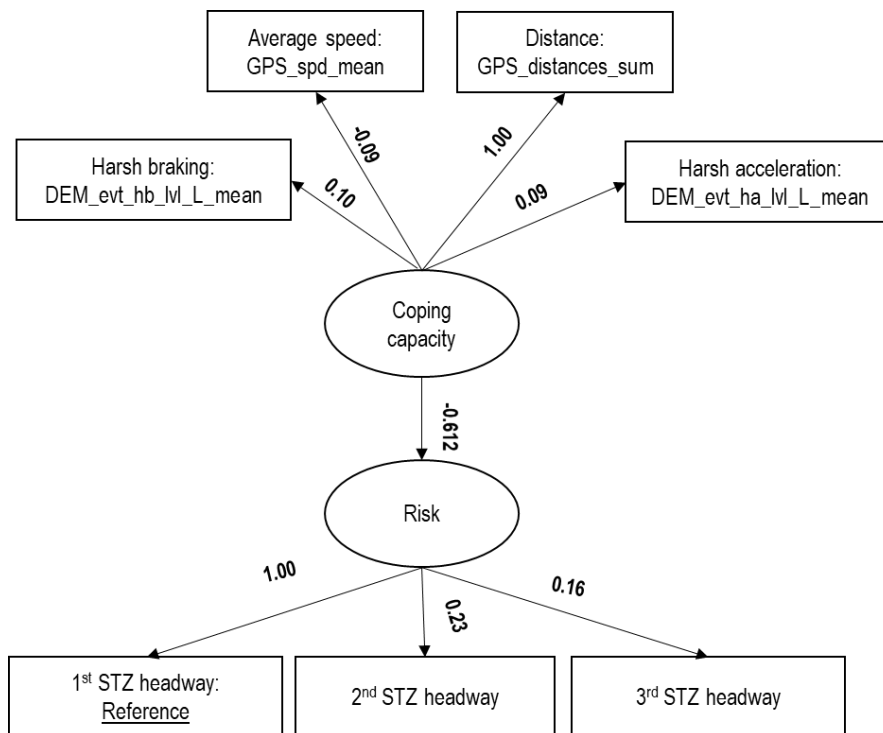 Average speed:
GPS_spd_mean
Distance:
GPS_distances_sum
Harsh braking:
DEM_evt_hb_lvl_L_mean
Harsh acceleration:
DEM_evt_ha_lvl_L_mean
0.10
-0.09
1.00
0.09
Coping
capacity
-0.612
Risk
1.00
0.23
0.16
1st STZ headway:
Reference
2nd STZ headway
3rd STZ headway